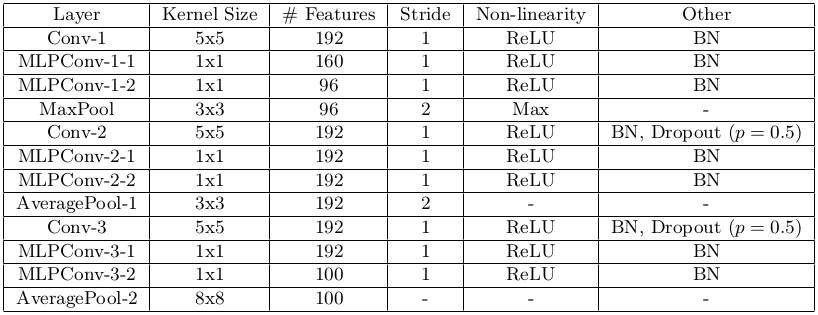 Layer Kernel Size # Features Stride Non-linearity Other
Conv-1 5x5 192 1 ReLU BN
MLPConv-1-1 1x1 160 1 ReLU BN
MLPConv-1-2 1x1 96 1 ReLU BN
MaxPool 3x3 96 2 Max -
Conv-2 5x5 192 1 ReLU BN, Dropout (p = 0.5)
MLPConv-2-1 1x1 192 1 ReLU BN
MLPConv-2-2 1x1 192 1 ReLU BN
AveragePool-1 3x3 192 2 - -
Conv-3 5x5 192 1 ReLU BN, Dropout (p = 0.5)
MLPConv-3-1 1x1 192 1 ReLU BN
MLPConv-3-2 1x1 100 1 ReLU BN
AveragePool-2 8x8 100 - - -